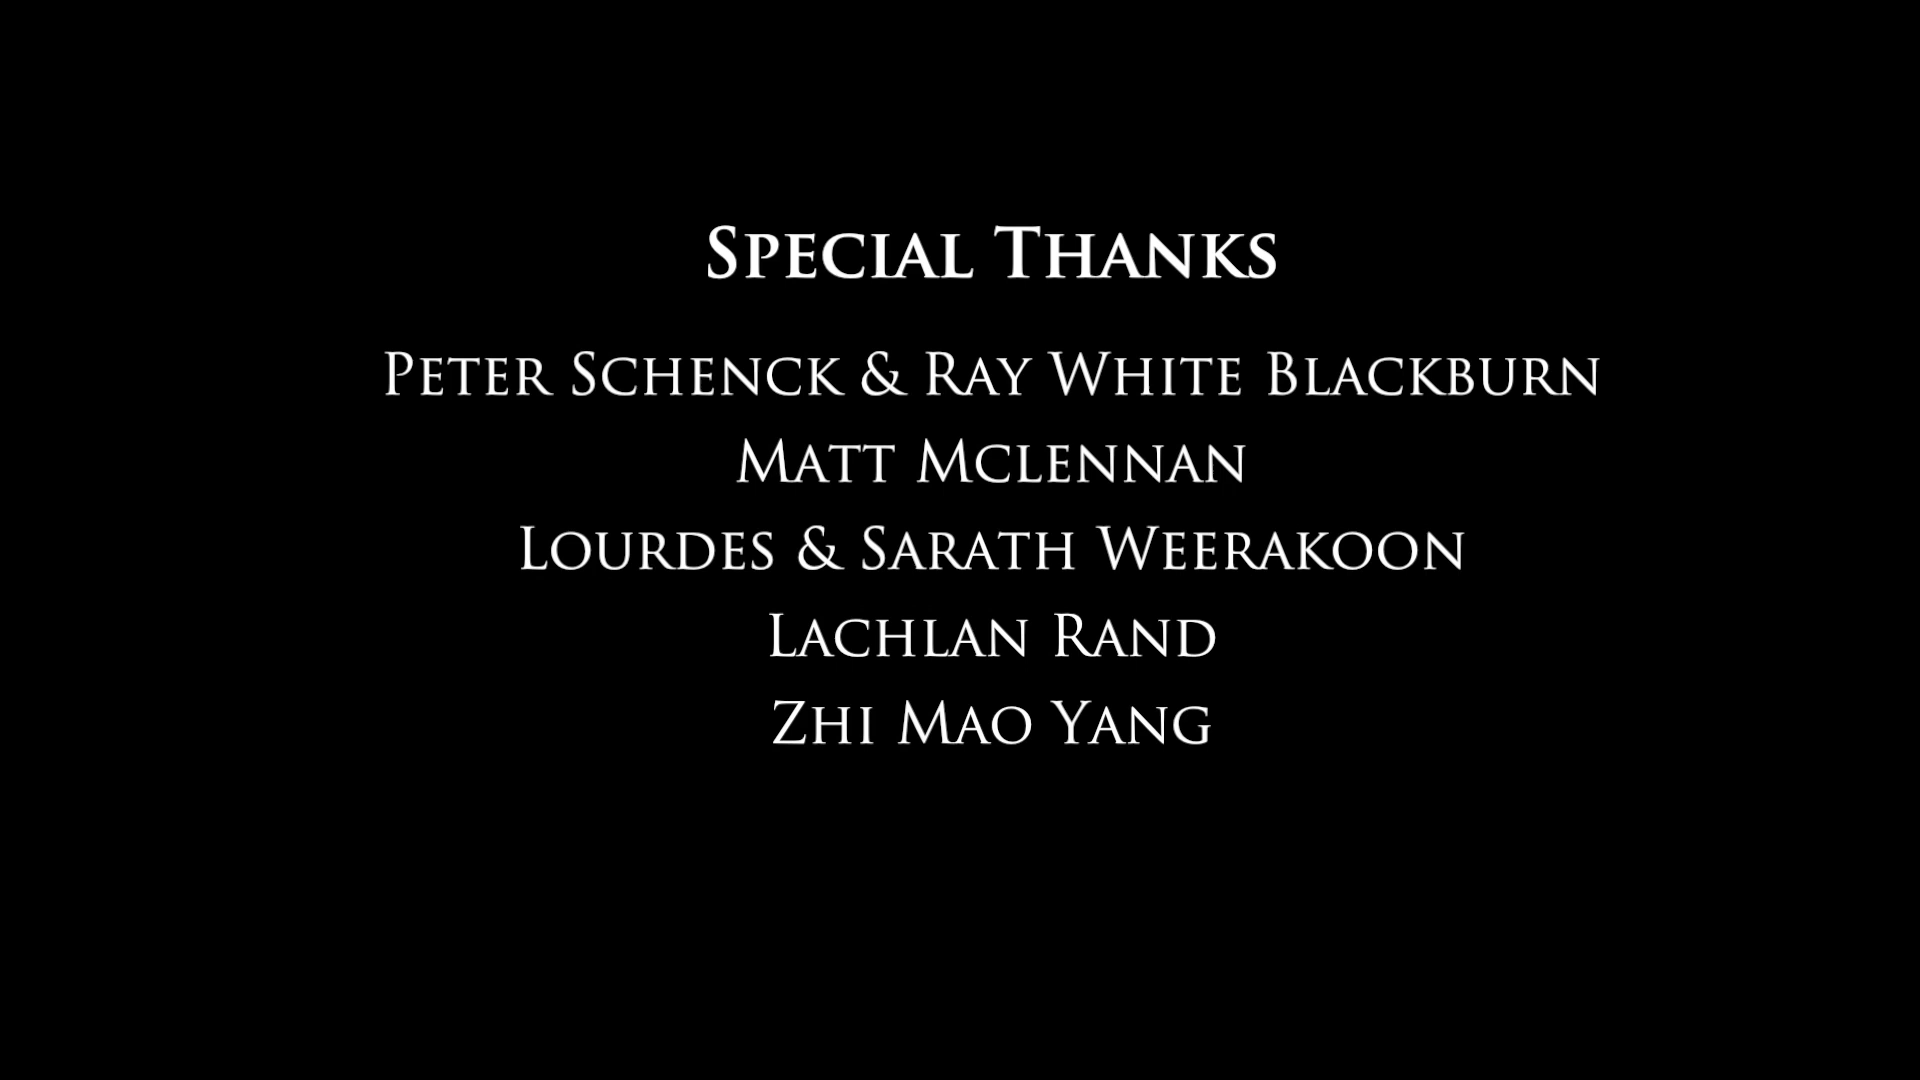 Special Thanks
Peter Schenck & Ray White Blackburn
Matt Mclennan
Lourdes & Sarath Weerakoon
Lachlan Rand
Zhi Mao Yang